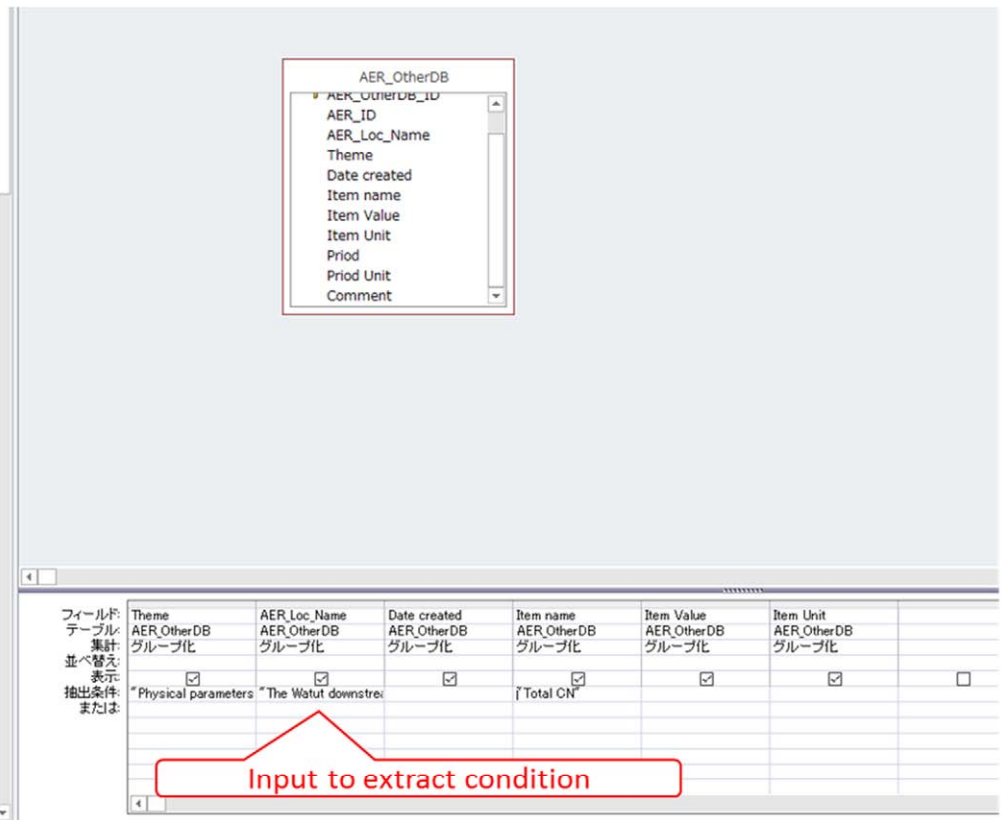 AER_OtherDB
AER_OtherDB_ID
AER_ID
AER_Loc_Name
Theme
Date created
Item name
Item Value
Item Unit
Priod
Priod Unit
Comment
フィールド: Theme AER_Loc_Name Date created Item name Item Value Item Unit
テーブル: AER_OtherDB AER_OtherDB AER_OtherDB AER_OtherDB AER_OtherDB AER_OtherDB
集計: グループ化 グループ化 グループ化 グループ化 グループ化 グループ化
並べ替え:
表示:
抽出条件: "Physical parameters "The Watut downstrea "Total CN"
または:
Input to extract condition